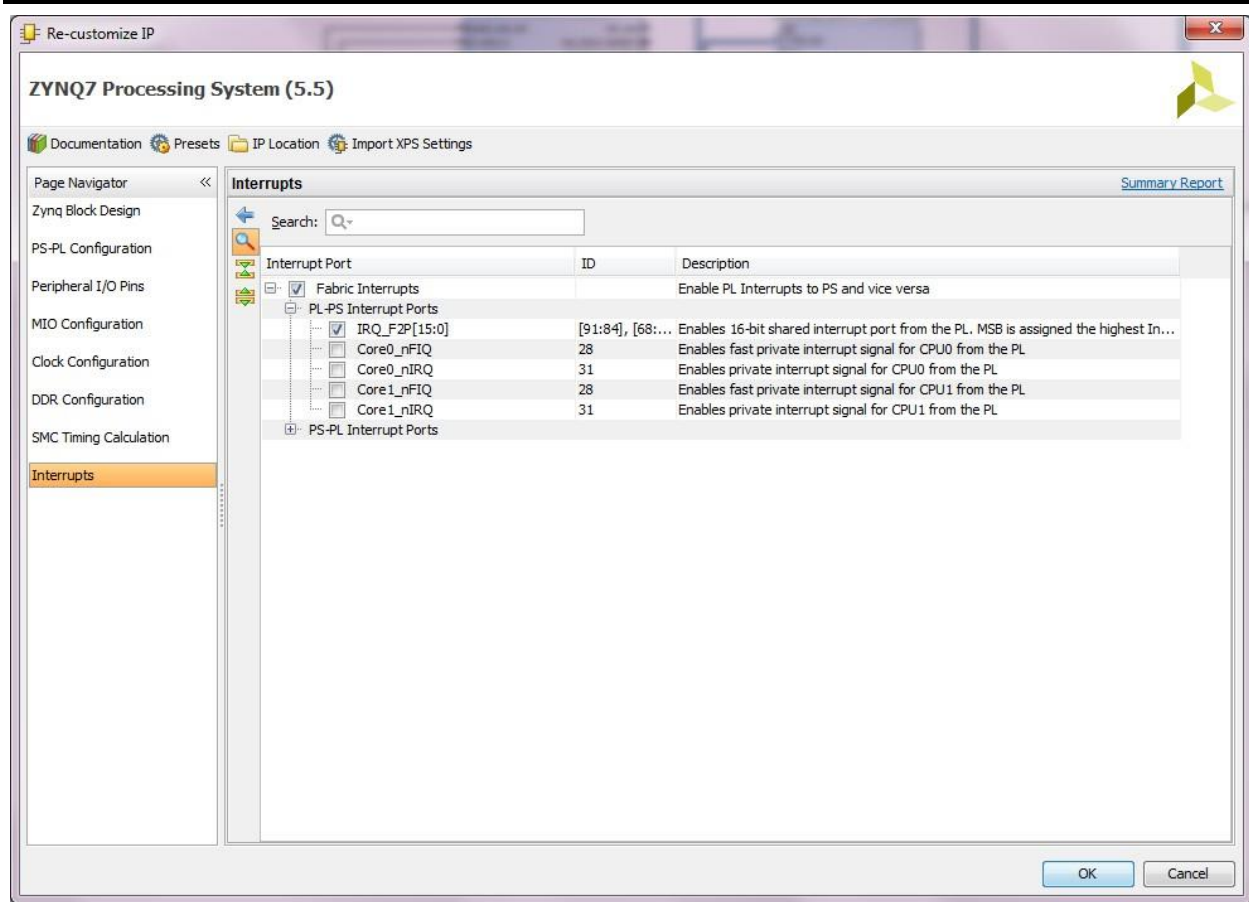 Re-customize IP
ZYNQ7 Processing System (5.5)
Documentation Presets IP Location Import XPS Settings
Page Navigator «
Zynq Block Design
PS-PL Configuration
Peripheral I/O Pins
MIO Configuration
Clock Configuration
DDR Configuration
SMC Timing Calculation
Interrupts
Interrupts Summary Report
Search:
Interrupt Port ID Description
Fabric Interrupts Enable PL Interrupts to PS and vice versa
PL-PS Interrupt Ports
IRQ_F2P[15:0] [91:84], [68:... Enables 16-bit shared interrupt port from the PL. MSB is assigned the highest In...
Core0_nFIQ 28 Enables fast private interrupt signal for CPU0 from the PL
Core0_nIRQ 31 Enables private interrupt signal for CPU0 from the PL
Core1_nFIQ 28 Enables fast private interrupt signal for CPU1 from the PL
Core1_nIRQ 31 Enables private interrupt signal for CPU1 from the PL
PS-PL Interrupt Ports
OK Cancel